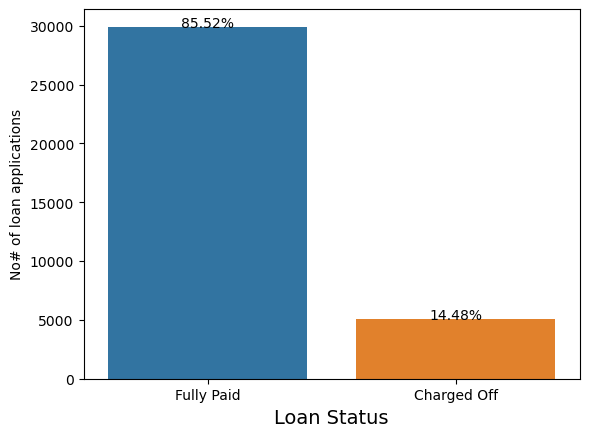 85.52%
30000
25000
20000
15000
10000
5000
0
No# of loan applications
14.48%
Fully Paid
Charged Off
Loan Status